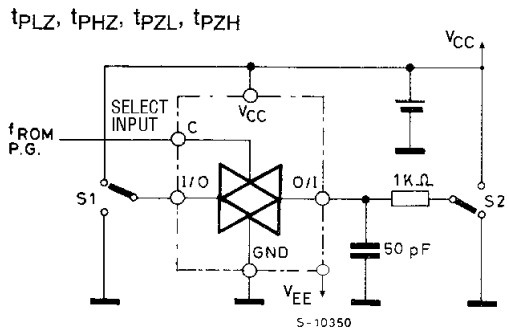 tPLZ, tPHZ, tPZL, tPZH
VCC
SELECT
INPUT
VCC
fROM
P.G.
C
I/O
O/I
1KΩ
S1
S2
GND
50 pF
VEE
S-10350